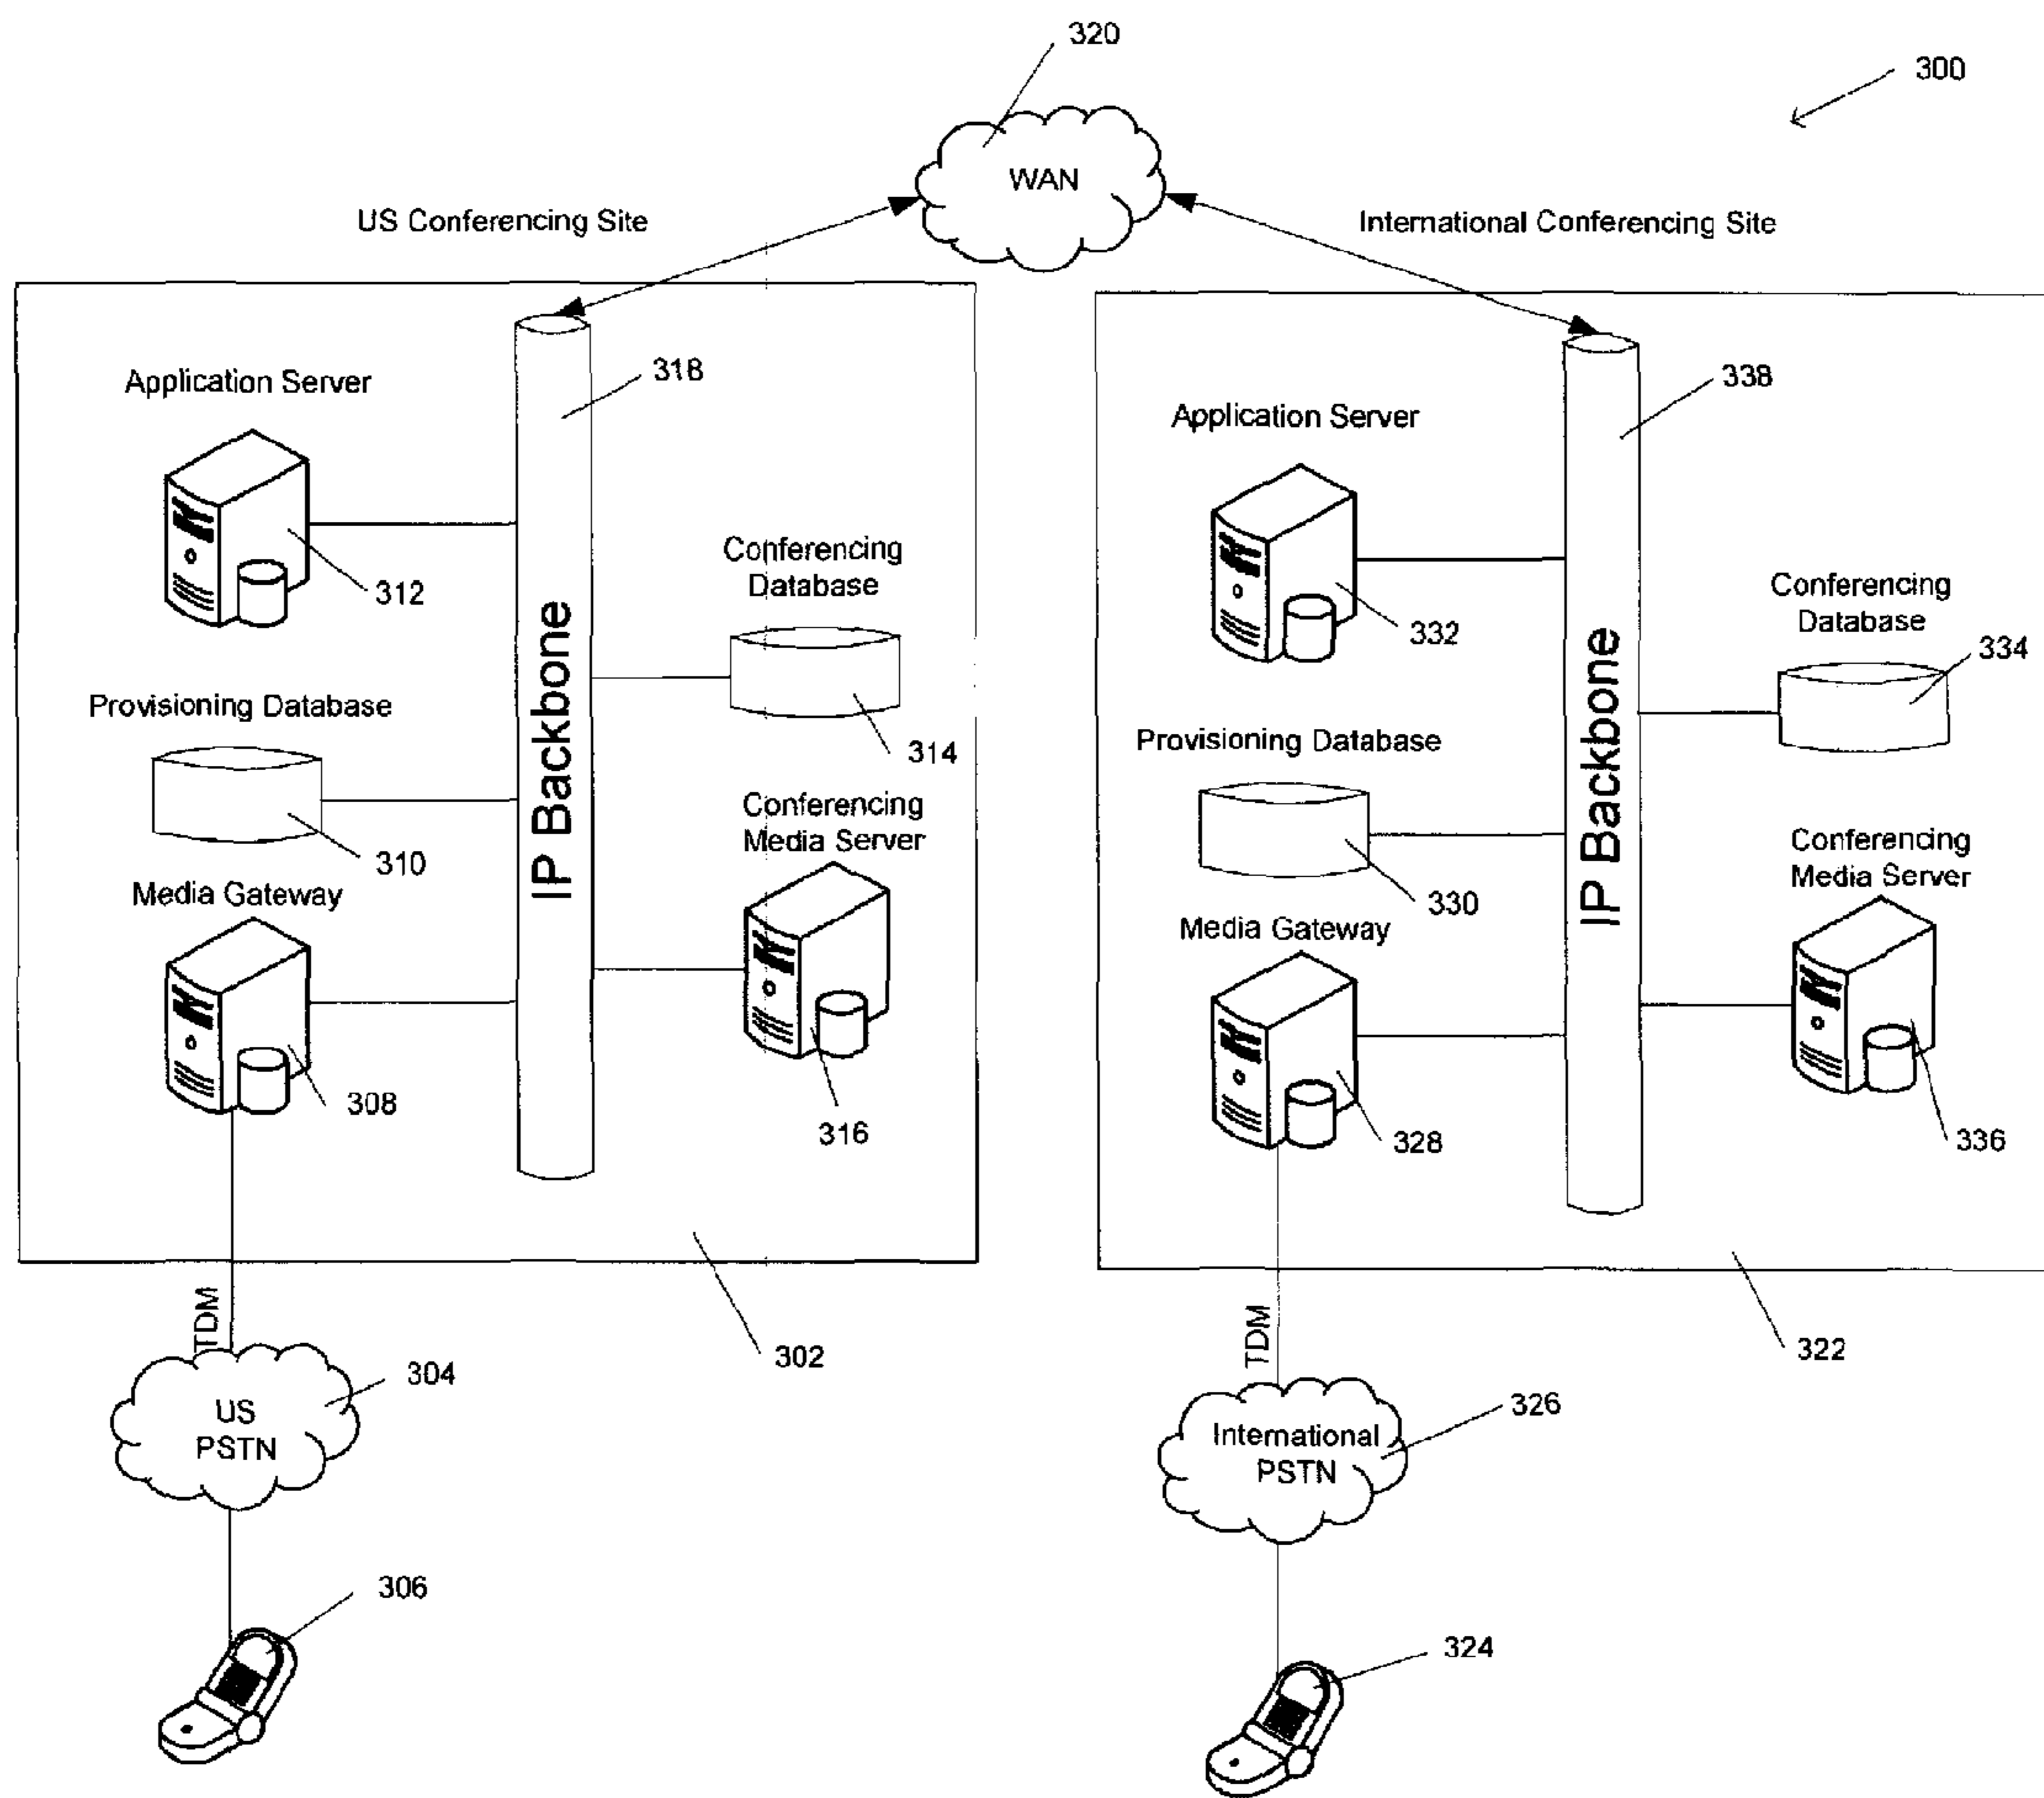 320
300
WAN
US Conferencing Site
International Conferencing Site
318
Application Server
312
IP Backbone
Conferencing
Database
314
Provisioning Database
310
Conferencing
Media Server
316
Media Gateway
308
302
TDM
US
PSTN
304
306
338
Application Server
332
IP Backbone
Conferencing
Database
334
Provisioning Database
330
Conferencing
Media Server
336
Media Gateway
328
322
TDM
International
PSTN
326
324